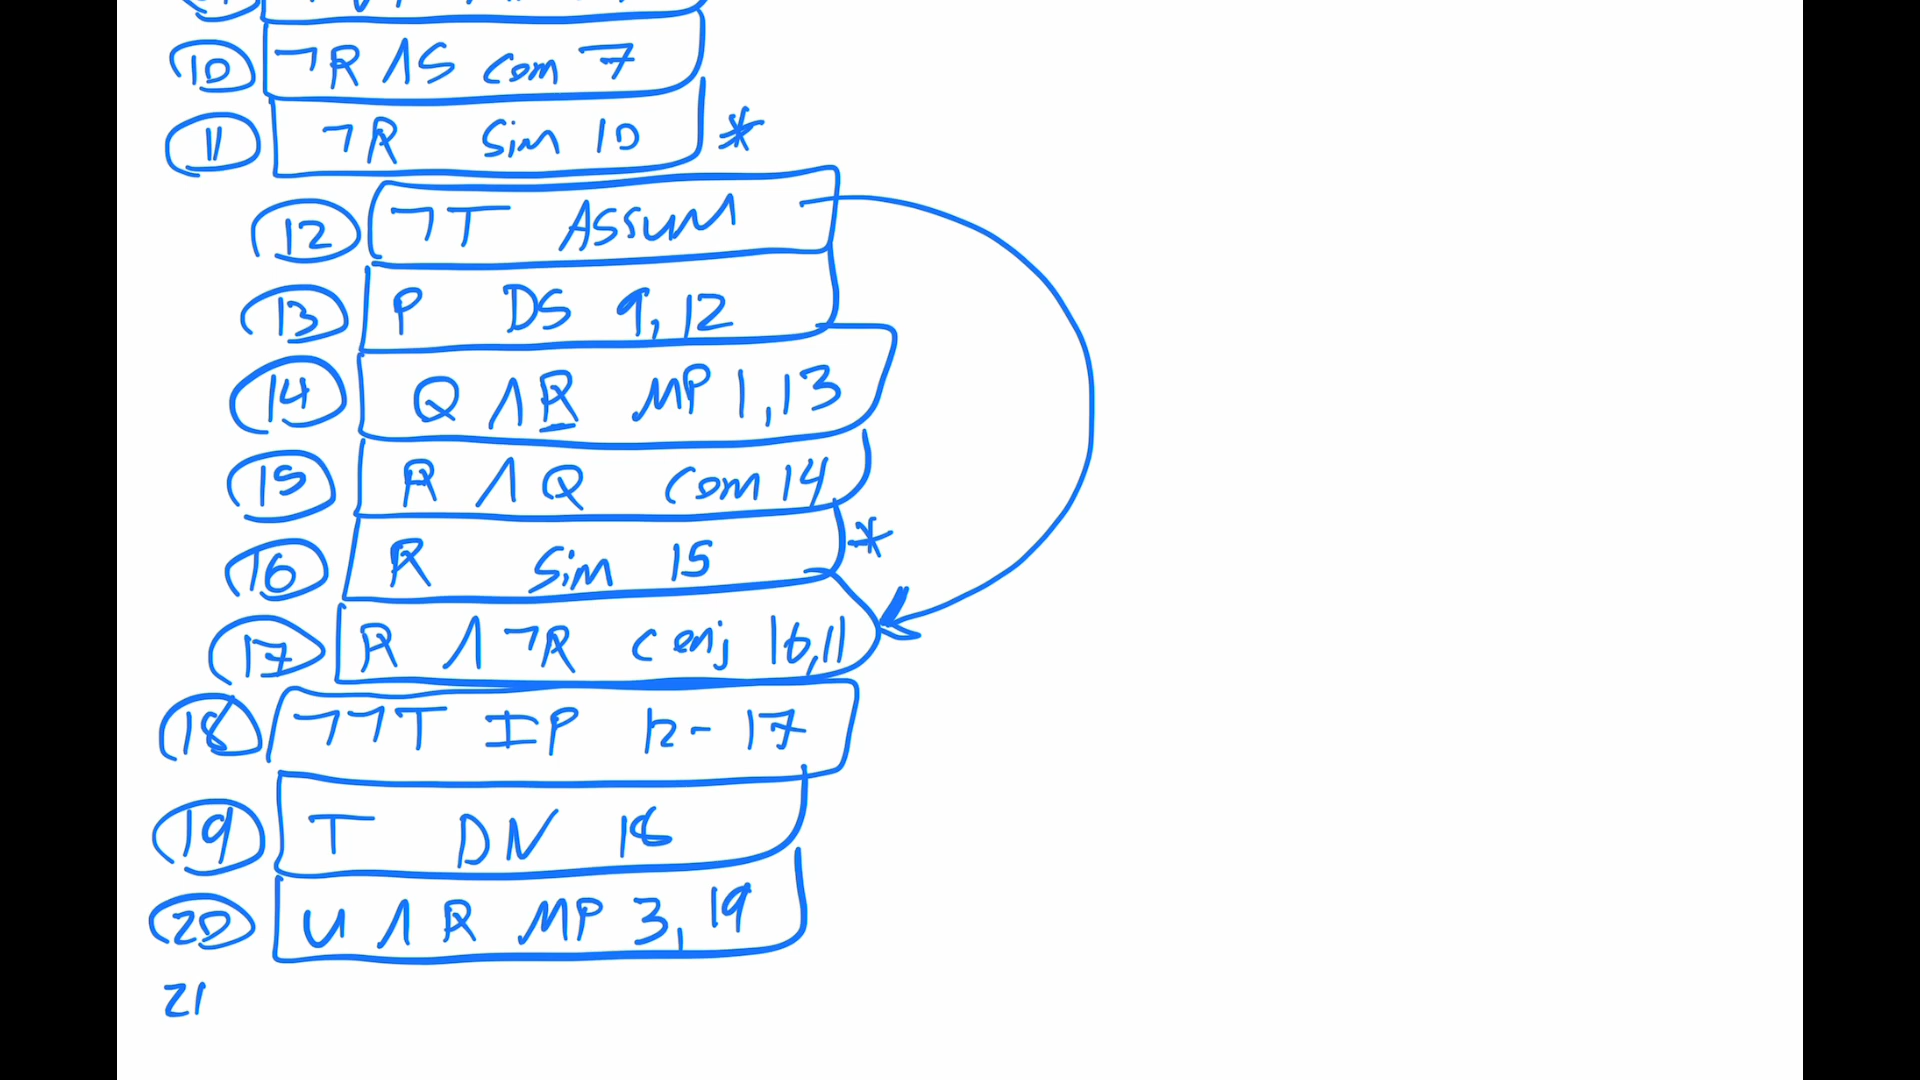 10 ¬R ∧ S com 7
11 ¬R Sim 10 *
12 ¬T Assum
13 P DS 9, 12
14 Q ∧ R MP 1, 13
15 R ∧ Q Com 14
16 R Sim 15 *
17 R ∧ ¬R conj 16, 11
18 ¬¬T IP 12 - 17
19 T DN 18
20 U ∧ R MP 3, 19
21